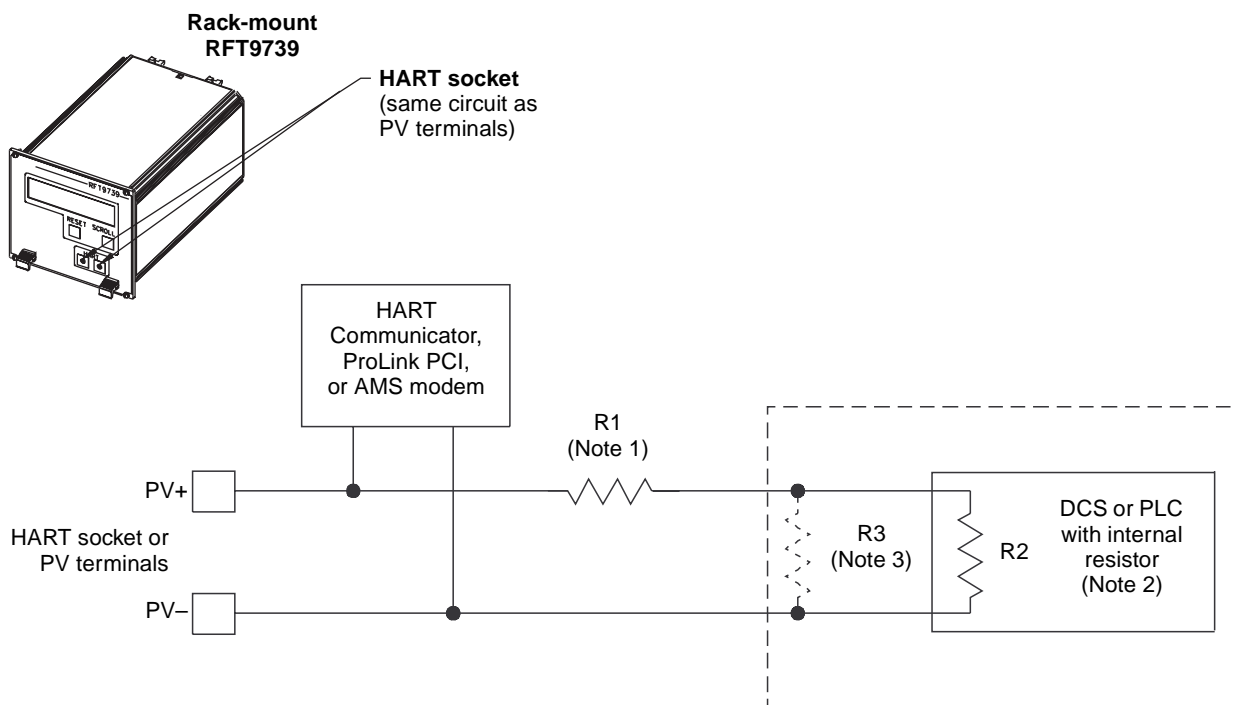 Rack-mount
RFT9739
HART socket
(same circuit as
PV terminals)
RFT9739
RESET SCROLL
HART
Communicator,
ProLink PCI,
or AMS modem
R1
(Note 1)
PV+
HART socket or
PV terminals
PV–
R3
(Note 3)
R2
DCS or PLC
with internal
resistor
(Note 2)